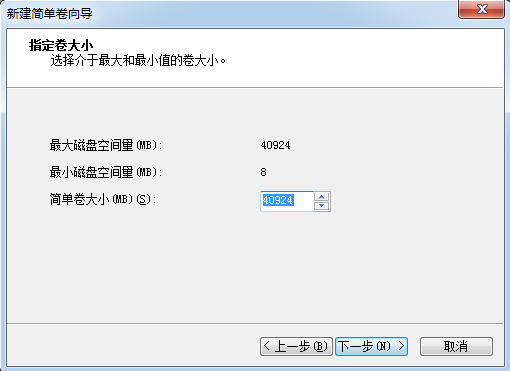 新建简单卷向导
指定卷大小
选择介于最大和最小值的卷大小。
最大磁盘空间量(MB): 40924
最小磁盘空间量(MB): 8
简单卷大小(MB)(S): 40924
< 上一步(B) 下一步(N) > 取消